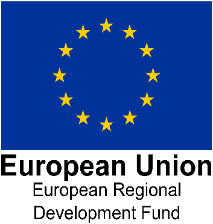 European Union
European Regional
Development Fund